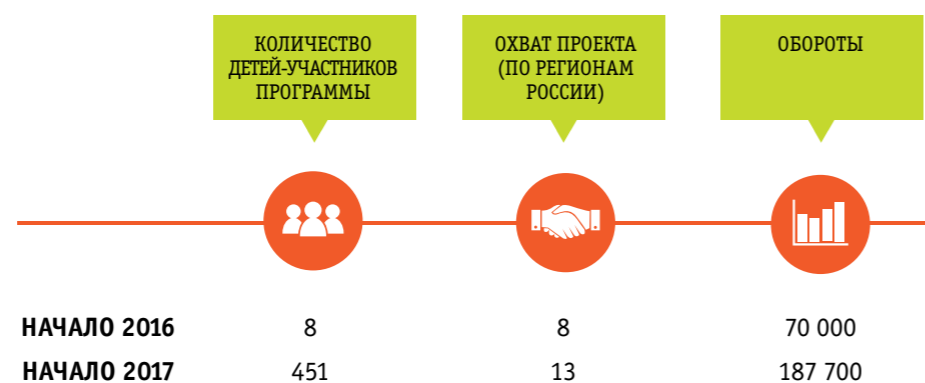 КОЛИЧЕСТВО
ДЕТЕЙ-УЧАСТНИКОВ
ПРОГРАММЫ
ОХВАТ ПРОЕКТА
(ПО РЕГИОНАМ
РОССИИ)
ОБОРОТЫ
НАЧАЛО 2016 8 8 70 000
НАЧАЛО 2017 451 13 187 700